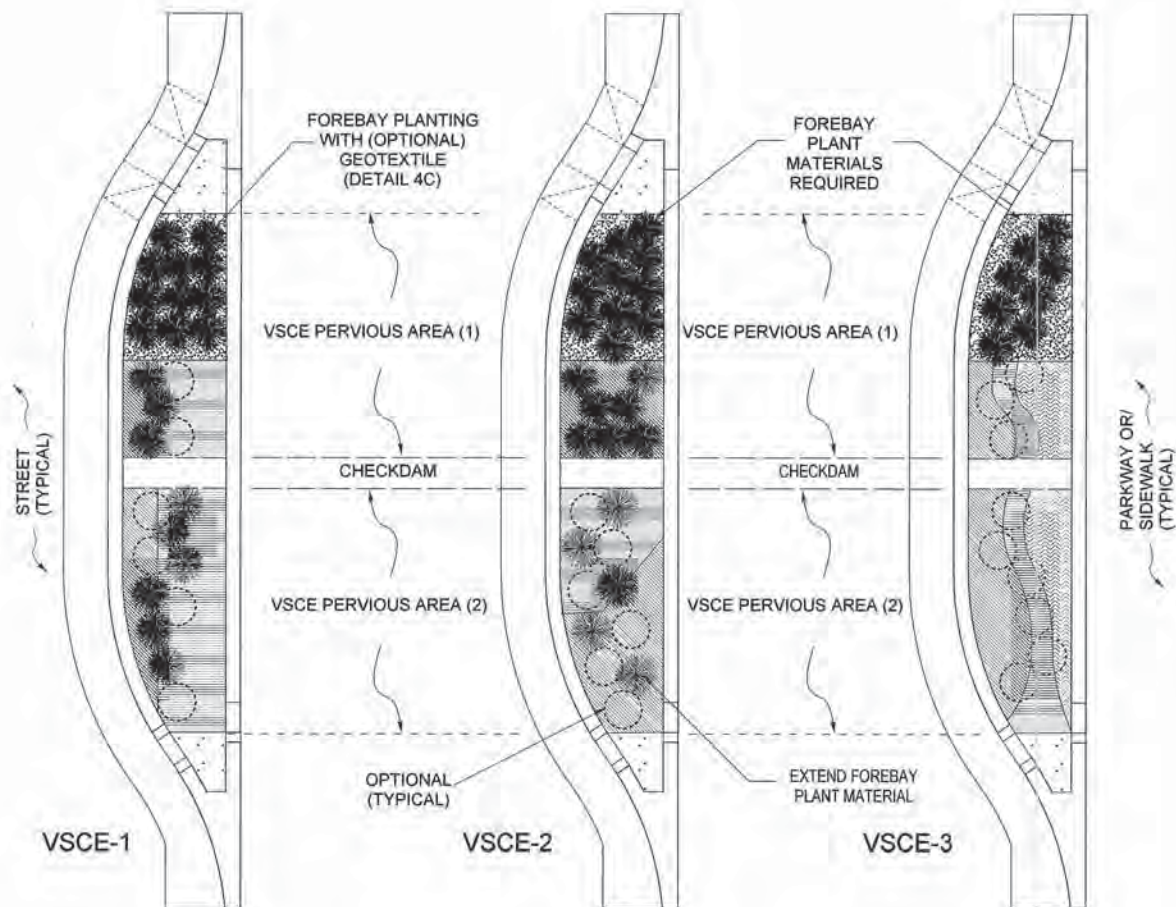 FOREBAY PLANTING
WITH (OPTIONAL)
GEOTEXTILE
(DETAIL 4C)
FOREBAY
PLANT
MATERIALS
REQUIRED
VSCE PERVIOUS AREA (1)
VSCE PERVIOUS AREA (1)
STREET
(TYPICAL)
CHECKDAM
CHECKDAM
PARKWAY OR/
SIDEWALK
(TYPICAL)
VSCE PERVIOUS AREA (2)
VSCE PERVIOUS AREA (2)
OPTIONAL
(TYPICAL)
EXTEND FOREBAY
PLANT MATERIAL
VSCE-1
VSCE-2
VSCE-3